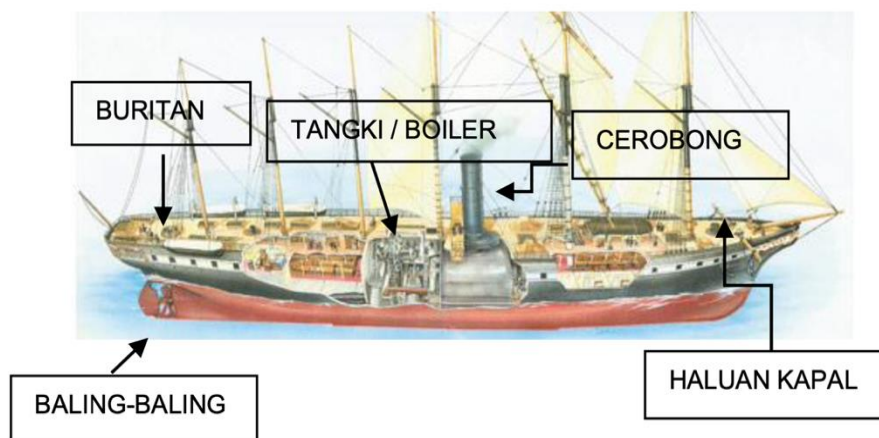 BURITAN
TANGKI / BOILER
CEROBONG
HALUAN KAPAL
BALING-BALING